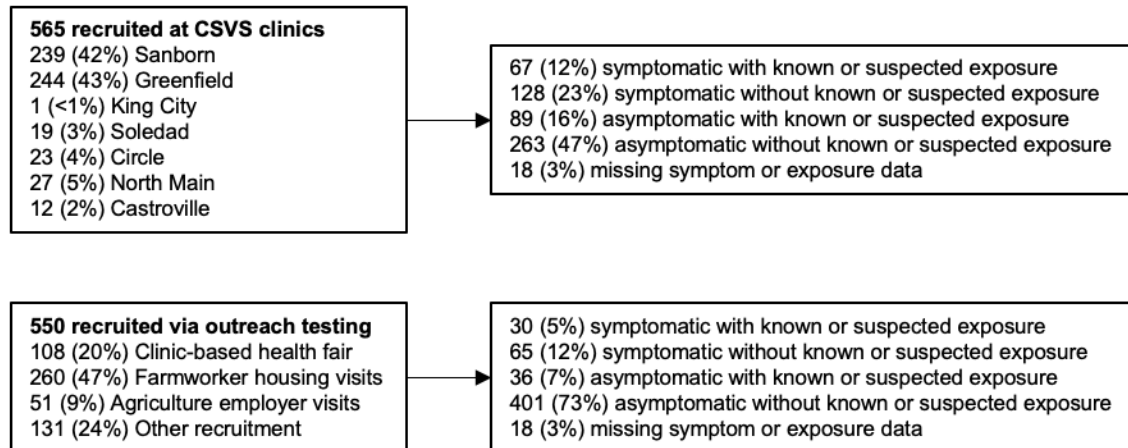 565 recruited at CSVS clinics
239 (42%) Sanborn
244 (43%) Greenfield
1 (<1%) King City
19 (3%) Soledad
23 (4%) Circle
27 (5%) North Main
12 (2%) Castroville
67 (12%) symptomatic with known or suspected exposure
128 (23%) symptomatic without known or suspected exposure
89 (16%) asymptomatic with known or suspected exposure
263 (47%) asymptomatic without known or suspected exposure
18 (3%) missing symptom or exposure data
550 recruited via outreach testing
108 (20%) Clinic-based health fair
260 (47%) Farmworker housing visits
51 (9%) Agriculture employer visits
131 (24%) Other recruitment
30 (5%) symptomatic with known or suspected exposure
65 (12%) symptomatic without known or suspected exposure
36 (7%) asymptomatic with known or suspected exposure
401 (73%) asymptomatic without known or suspected exposure
18 (3%) missing symptom or exposure data